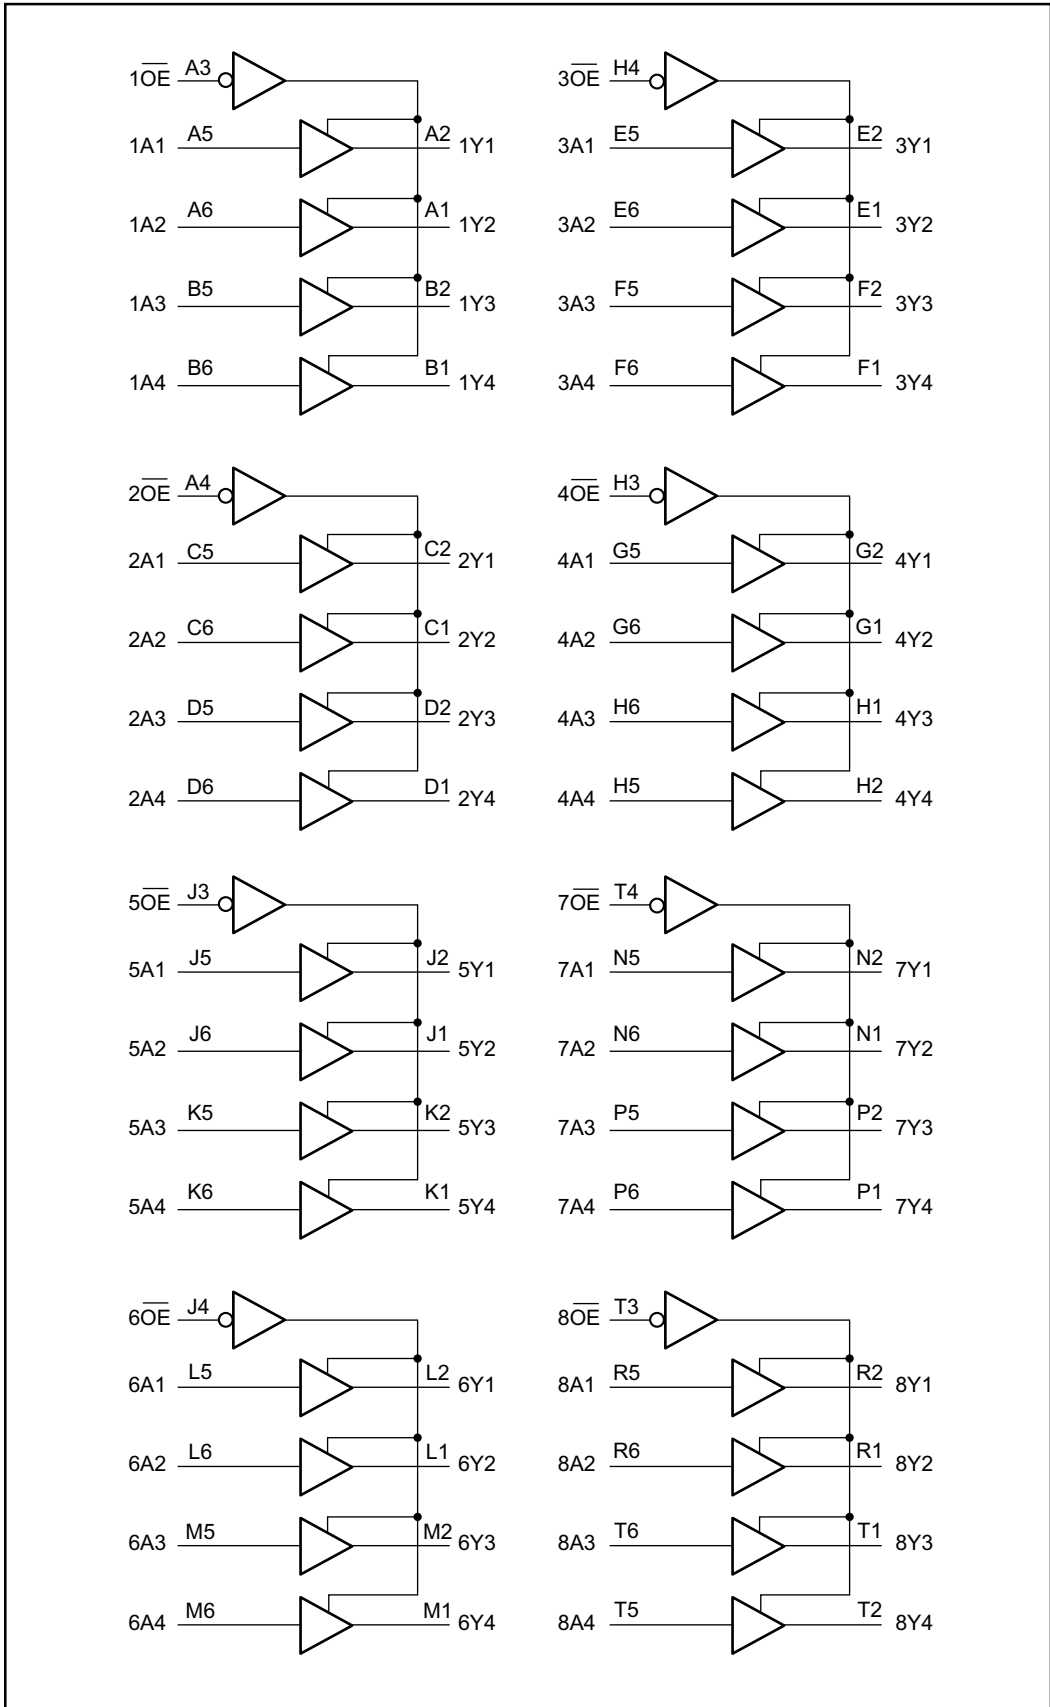 1OE A3
1A1 A5 A2 1Y1
1A2 A6 A1 1Y2
1A3 B5 B2 1Y3
1A4 B6 B1 1Y4
2OE A4
2A1 C5 C2 2Y1
2A2 C6 C1 2Y2
2A3 D5 D2 2Y3
2A4 D6 D1 2Y4
5OE J3
5A1 J5 J2 5Y1
5A2 J6 J1 5Y2
5A3 K5 K2 5Y3
5A4 K6 K1 5Y4
6OE J4
6A1 L5 L2 6Y1
6A2 L6 L1 6Y2
6A3 M5 M2 6Y3
6A4 M6 M1 6Y4
3OE H4
3A1 E5 E2 3Y1
3A2 E6 E1 3Y2
3A3 F5 F2 3Y3
3A4 F6 F1 3Y4
4OE H3
4A1 G5 G2 4Y1
4A2 G6 G1 4Y2
4A3 H6 H1 4Y3
4A4 H5 H2 4Y4
7OE T4
7A1 N5 N2 7Y1
7A2 N6 N1 7Y2
7A3 P5 P2 7Y3
7A4 P6 P1 7Y4
8OE T3
8A1 R5 R2 8Y1
8A2 R6 R1 8Y2
8A3 T6 T1 8Y3
8A4 T5 T2 8Y4